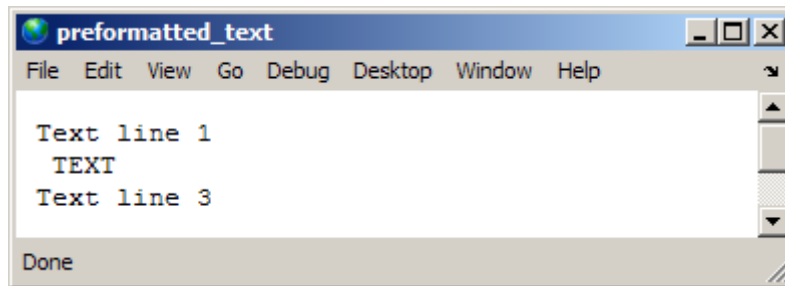 preformatted_text
File Edit View Go Debug Desktop Window Help
Text line 1
 TEXT
Text line 3
Done